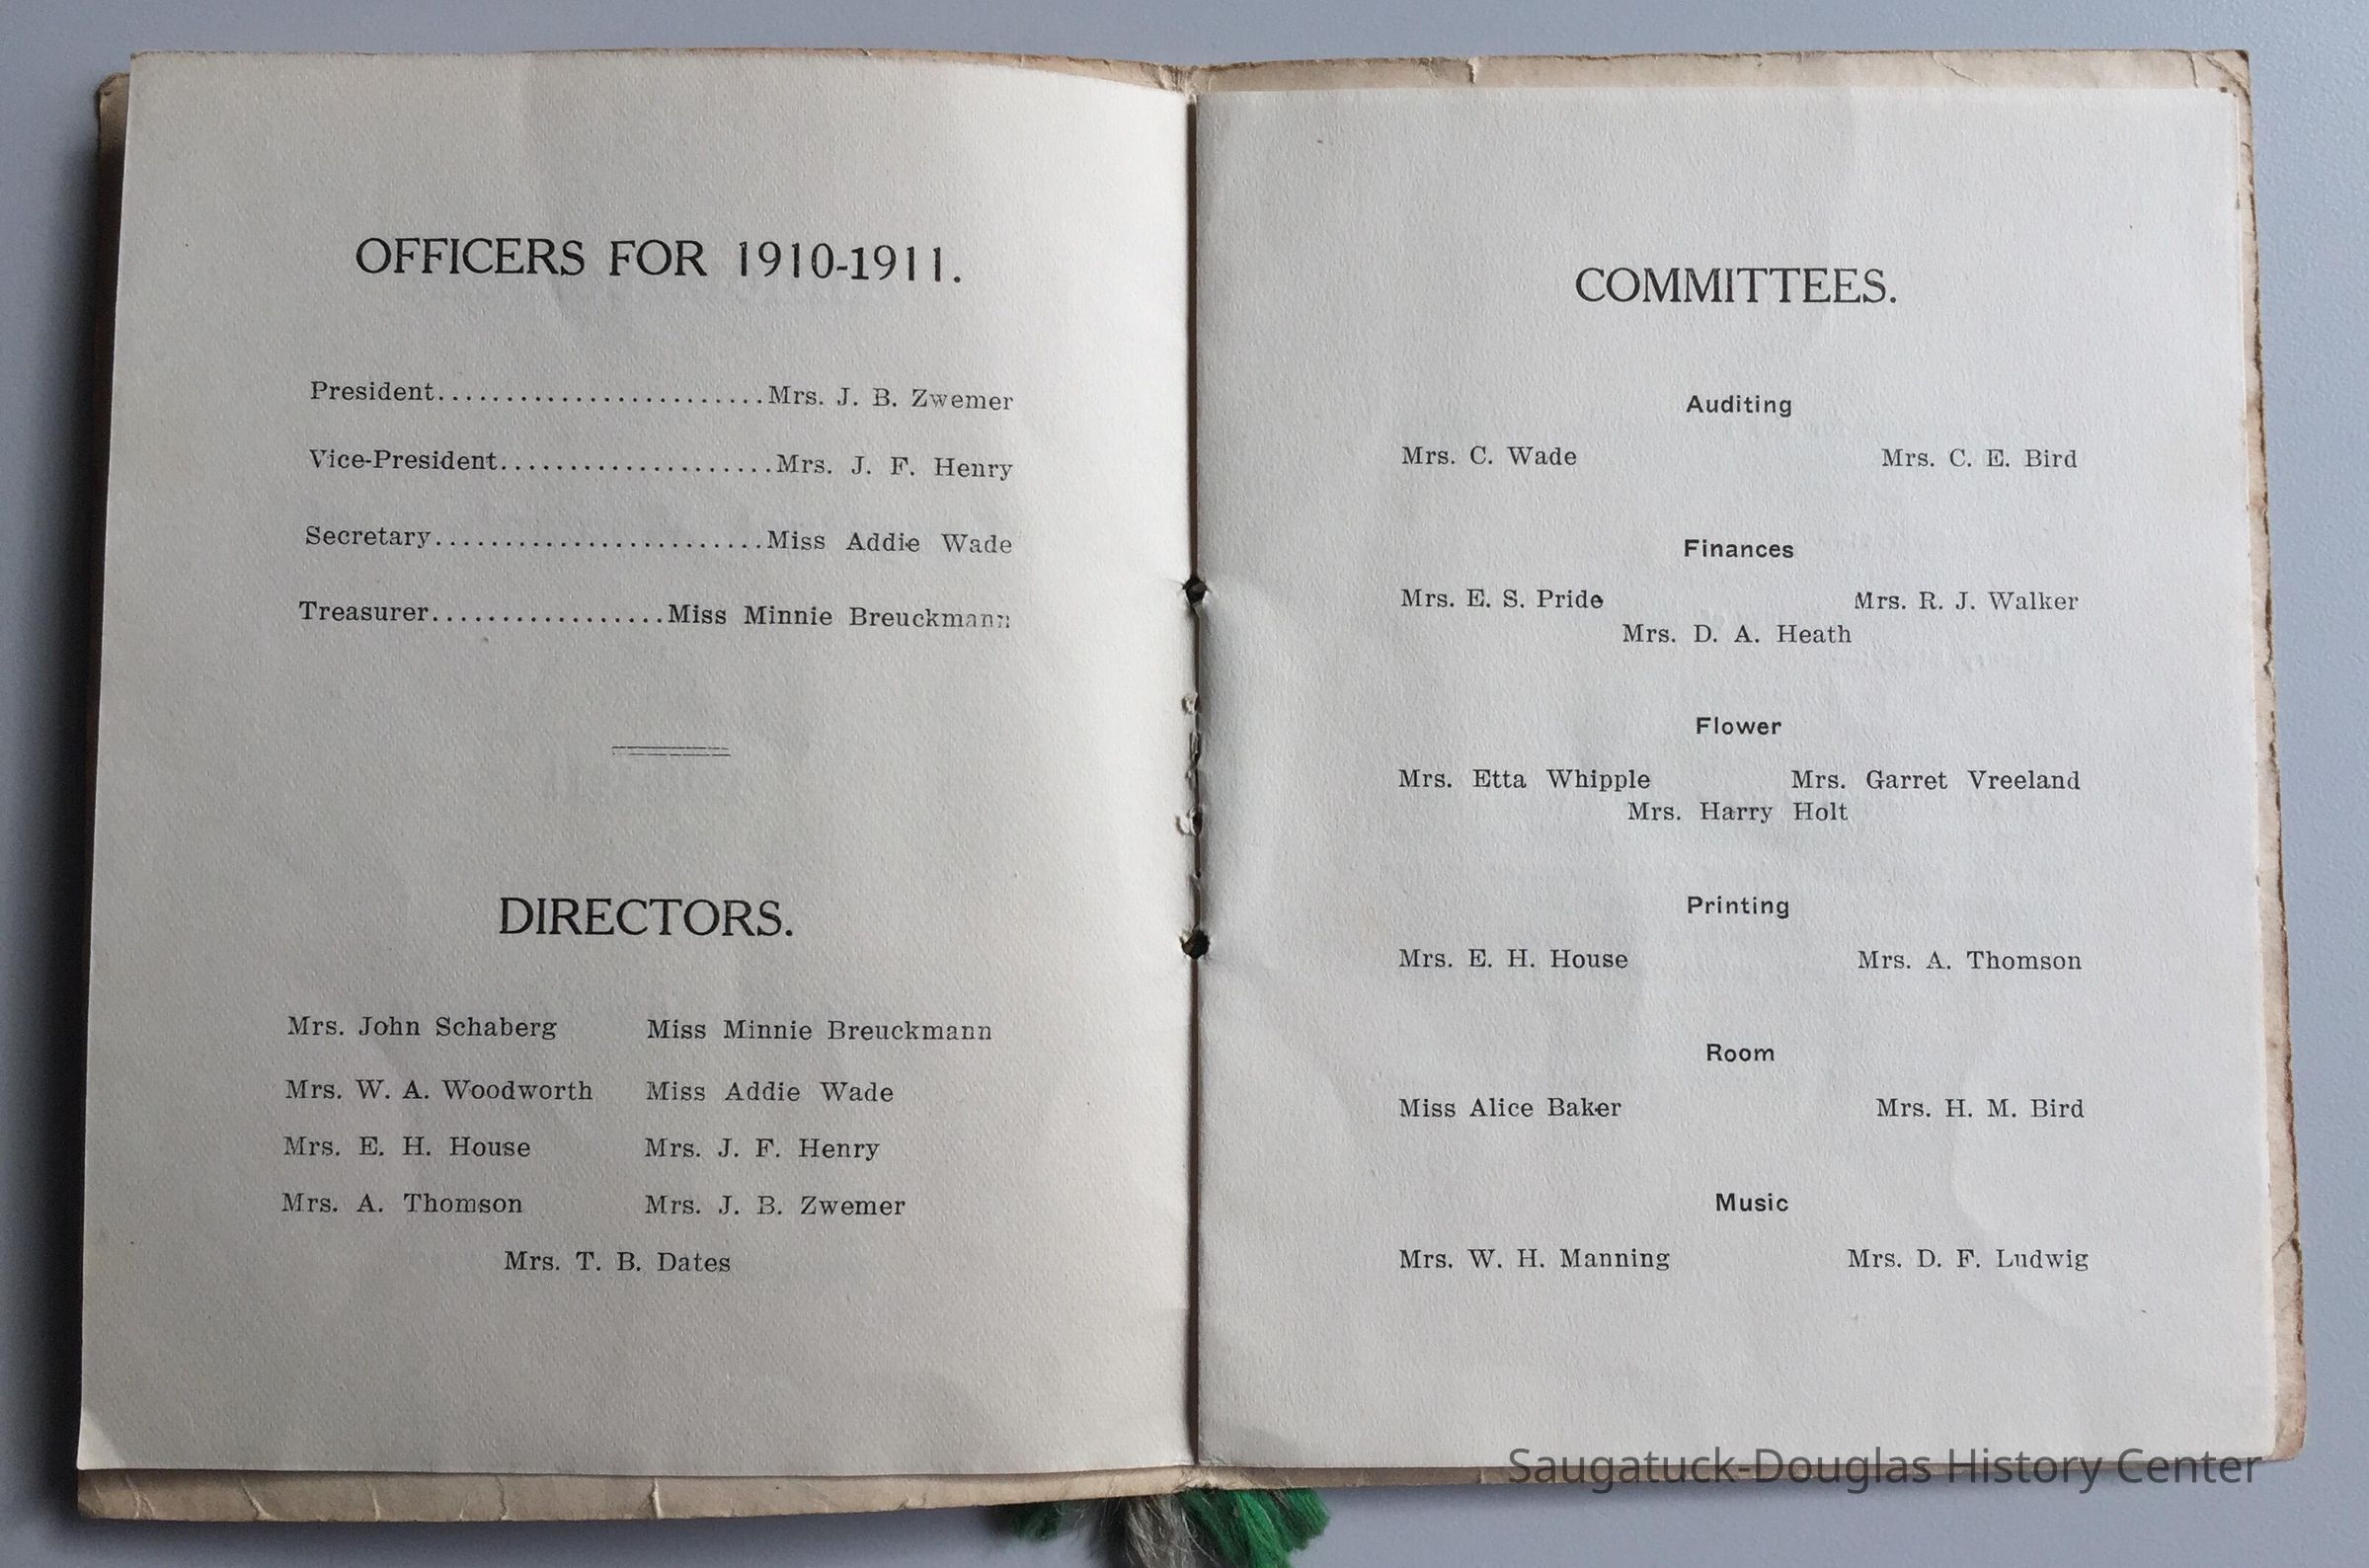 OFFICERS FOR 1910-1911.
President........................Mrs. J. B. Zwemer
Vice-President....................Mrs. J. F. Henry
Secretary........................Miss Addie Wade
Treasurer.................Miss Minnie Breuckmann
DIRECTORS.
Mrs. John Schaberg Miss Minnie Breuckmann
Mrs. W. A. Woodworth Miss Addie Wade
Mrs. E. H. House Mrs. J. F. Henry
Mrs. A. Thomson Mrs. J. B. Zwemer
Mrs. T. B. Dates
COMMITTEES.
Auditing
Mrs. C. Wade Mrs. C. E. Bird
Finances
Mrs. E. S. Pride Mrs. R. J. Walker
Mrs. D. A. Heath
Flower
Mrs. Etta Whipple Mrs. Garret Vreeland
Mrs. Harry Holt
Printing
Mrs. E. H. House Mrs. A. Thomson
Room
Miss Alice Baker Mrs. H. M. Bird
Music
Mrs. W. H. Manning Mrs. D. F. Ludwig
Saugatuck-Douglas History Center